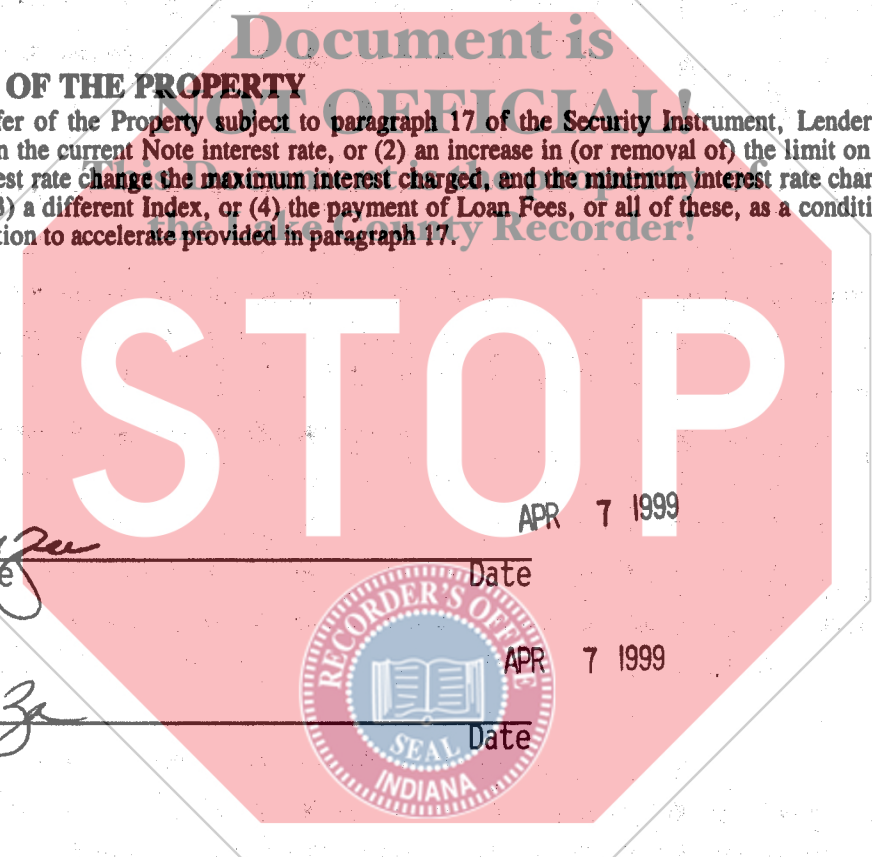 Document is
NOT OFFICIAL!
This Document is the property of
the Lake County Recorder!
OF THE PROPERTY
fer of the Property subject to paragraph 17 of the Security Instrument, Lender
n the current Note interest rate, or (2) an increase in (or removal of) the limit on
est rate change the maximum interest charged, and the minimum interest rate char
3) a different Index, or (4) the payment of Loan Fees, or all of these, as a conditi
tion to accelerate provided in paragraph 17.
STOP
APR 7 1999
e Date
APR 7 1999
Date
RECORDER'S OFFICE
SEAL
INDIANA